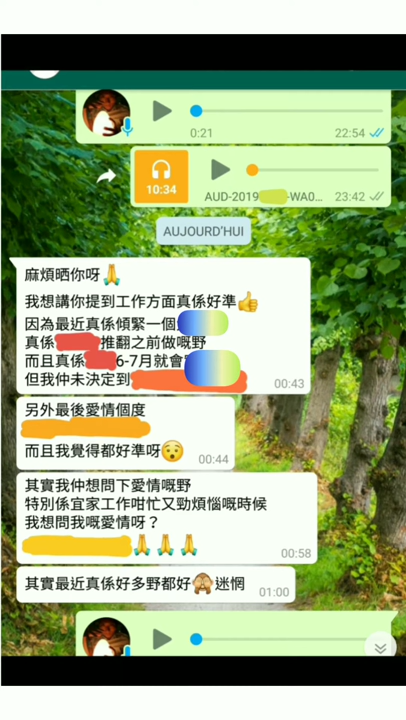 0:21
22:54
10:34
AUD-2019
-WA0...
23:42
AUJOURD'HUI
麻煩晒你呀🙏
我想講你提到工作方面真係好準👍
因為最近真係傾緊一個
真係
推翻之前做嘅野
而且真係
6-7月就會
但我仲未決定到
00:43
另外最後愛情個度
而且我覺得都好準呀😯
00:44
其實我仲想問下愛情嘅野
特別係宜家工作咁忙又勁煩惱嘅時候
我想問我嘅愛情呀？
🙏🙏🙏
00:58
其實最近真係好多野都好🙈迷惘
01:00